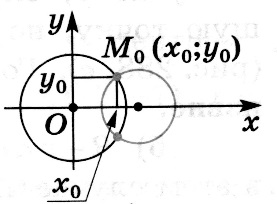 y
M₀ (x₀;y₀)
y₀
O
x
x₀